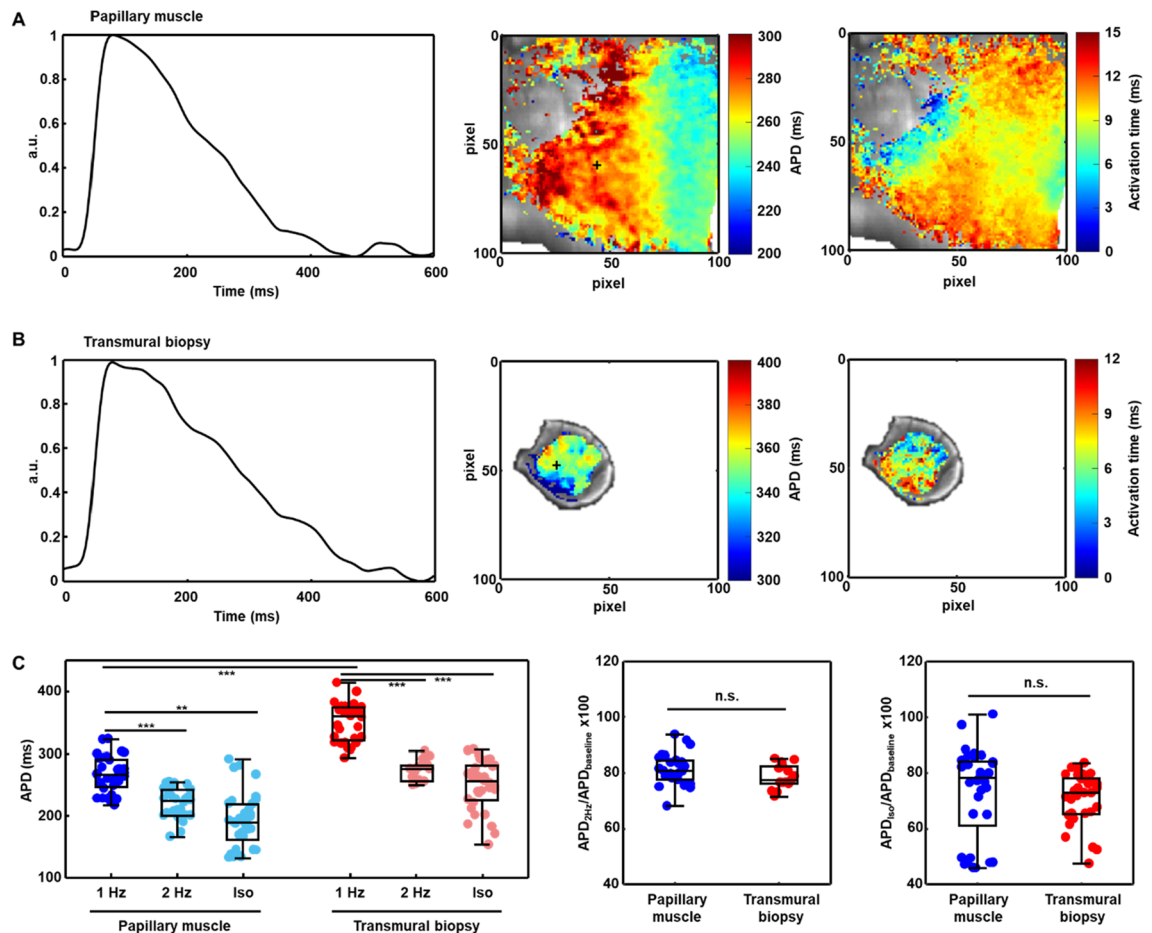 A
Papillary muscle
1
0.8
0.6
0.4
0.2
0
a.u.
0 200 400 600
Time (ms)
0
50
100
pixel
0 50 100
pixel
300
280
260
240
220
200
APD (ms)
0
50
100
0 50 100
pixel
15
12
9
6
3
0
Activation time (ms)
B
Transmural biopsy
1
0.8
0.6
0.4
0.2
0
a.u.
0 200 400 600
Time (ms)
0
50
100
pixel
0 50 100
pixel
400
380
360
340
320
300
APD (ms)
0
50
100
0 50 100
pixel
12
9
6
3
0
Activation time (ms)
C
400
300
200
100
APD (ms)
***
**
***
***
***
1 Hz 2 Hz Iso 1 Hz 2 Hz Iso
Papillary muscle Transmural biopsy
120
100
80
60
40
APD2Hz/APDbaseline x100
n.s.
Papillary Transmural
muscle biopsy
120
100
80
60
40
APDIso/APDbaseline x100
n.s.
Papillary Transmural
muscle biopsy